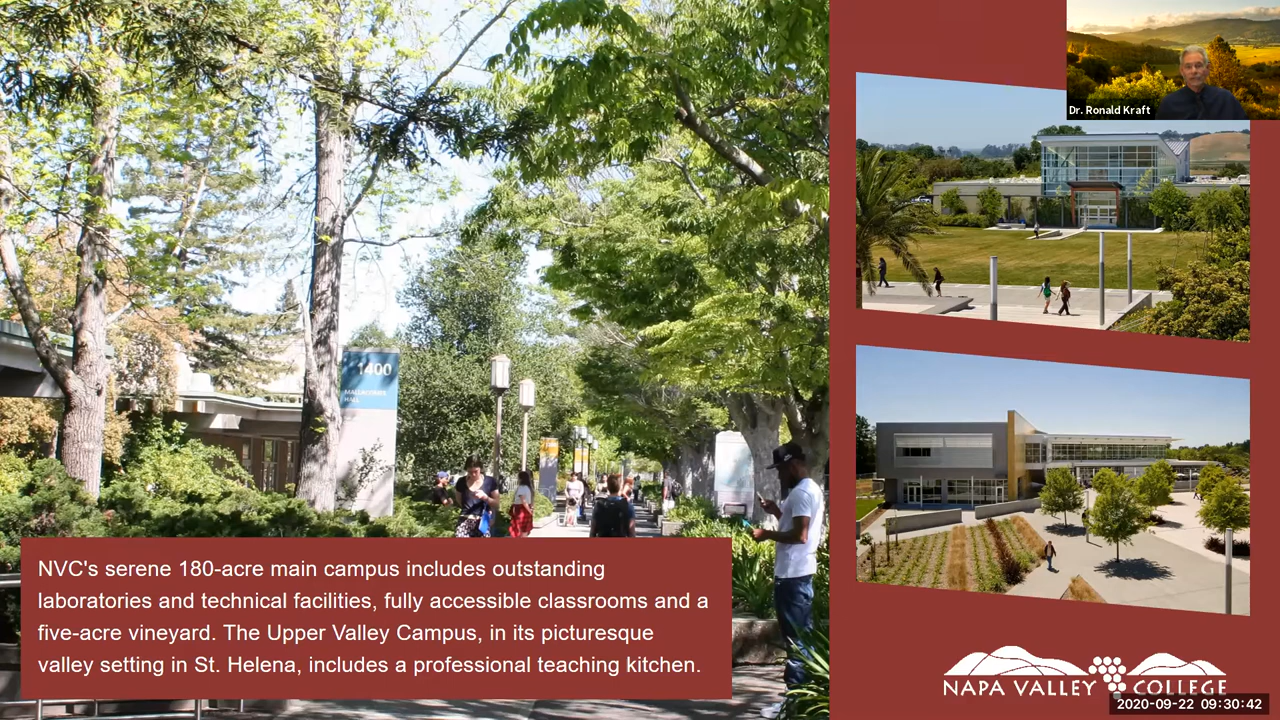 Dr. Ronald Kraft
1400
MALLACOMES
HALL
NVC's serene 180-acre main campus includes outstanding
laboratories and technical facilities, fully accessible classrooms and a
five-acre vineyard. The Upper Valley Campus, in its picturesque
valley setting in St. Helena, includes a professional teaching kitchen.
NAPA VALLEY COLLEGE
2020-09-22 09:30:42